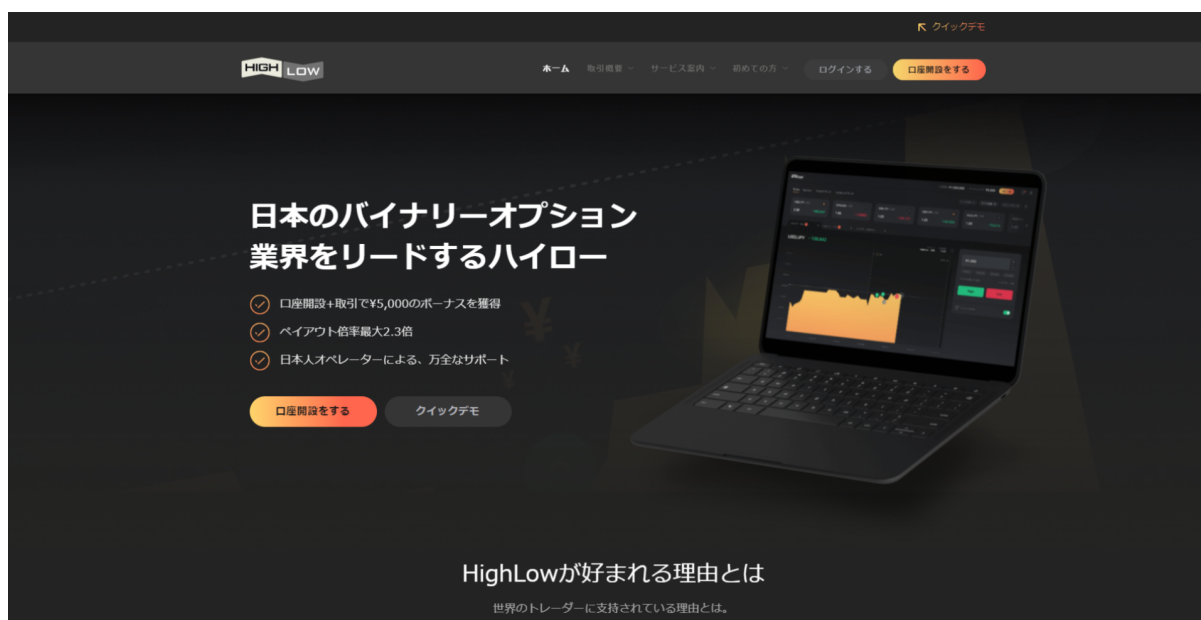 クイックデモ
HIGH LOW
ホーム 取引概要 サービス案内 初めての方 ログインする 口座開設をする
日本のバイナリーオプション
業界をリードするハイロー
口座開設+取引で¥5,000のボーナスを獲得
ペイアウト倍率最大2.3倍
日本人オペレーターによる、万全なサポート
口座開設をする クイックデモ
HighLowが好まれる理由とは
世界のトレーダーに支持されている理由とは。